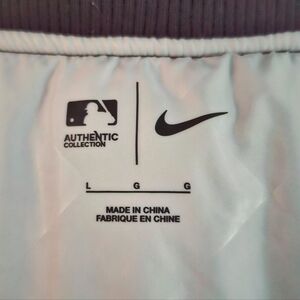 AUTHENTIC
COLLECTION
L G G
MADE IN CHINA
FABRIQUE EN CHINE